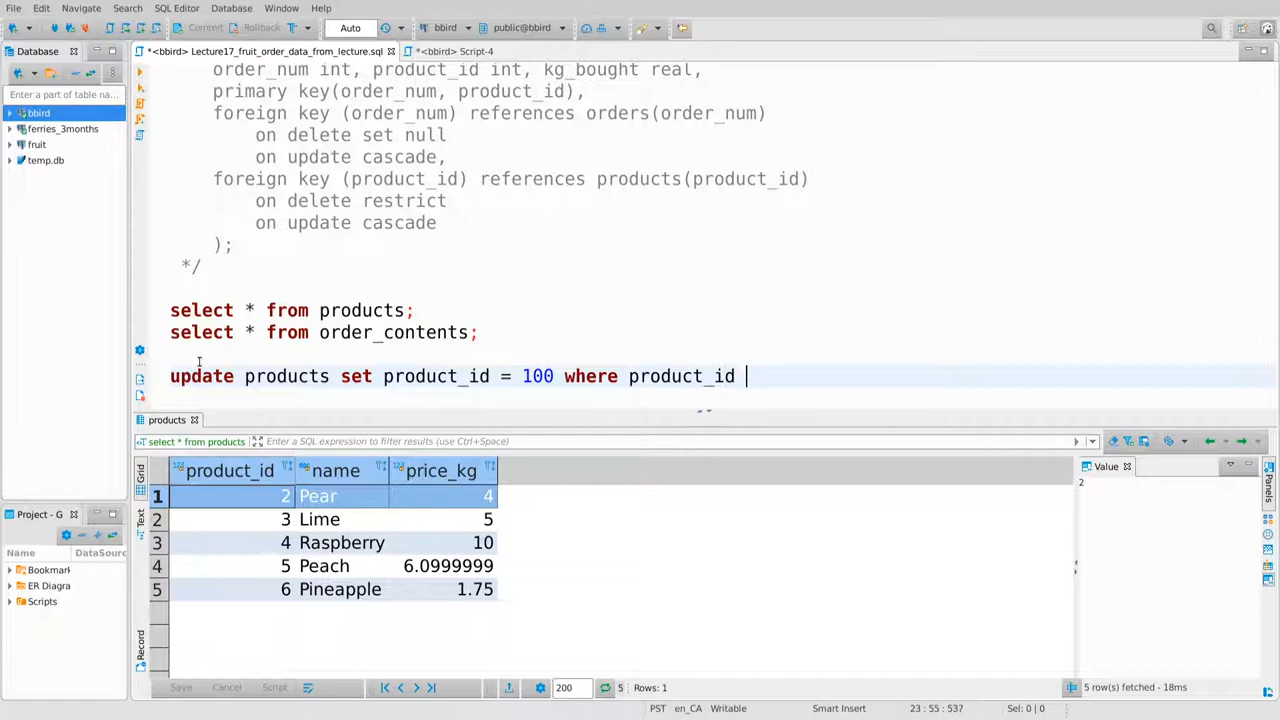 File Edit Navigate Search SQL Editor Database Window Help
Commit Rollback Auto bbird public@bbird
Database *<bbird> Lecture17_fruit_order_data_from_lecture.sql *<bbird> Script-4
Enter a part of table na...
bbird
ferries_3months
fruit
temp.db
order_num int, product_id int, kg_bought real,
primary key(order_num, product_id),
foreign key (order_num) references orders(order_num)
on delete set null
on update cascade,
foreign key (product_id) references products(product_id)
on delete restrict
on update cascade
);
*/
select * from products;
select * from order_contents;
update products set product_id = 100 where product_id
products
select * from products Enter a SQL expression to filter results (use Ctrl+Space)
Grid
Text
Record
product_id name price_kg
1 2 Pear 4
2 3 Lime 5
3 4 Raspberry 10
4 5 Peach 6.0999999
5 6 Pineapple 1.75
Value
2
Panels
Project - G
Name DataSour
Bookmark
ER Diagra
Scripts
Save Cancel Script 200 5 Rows: 1 5 row(s) fetched - 18ms
PST en_CA Writable Smart Insert 23 : 55 : 537 Sel: 0 | 0